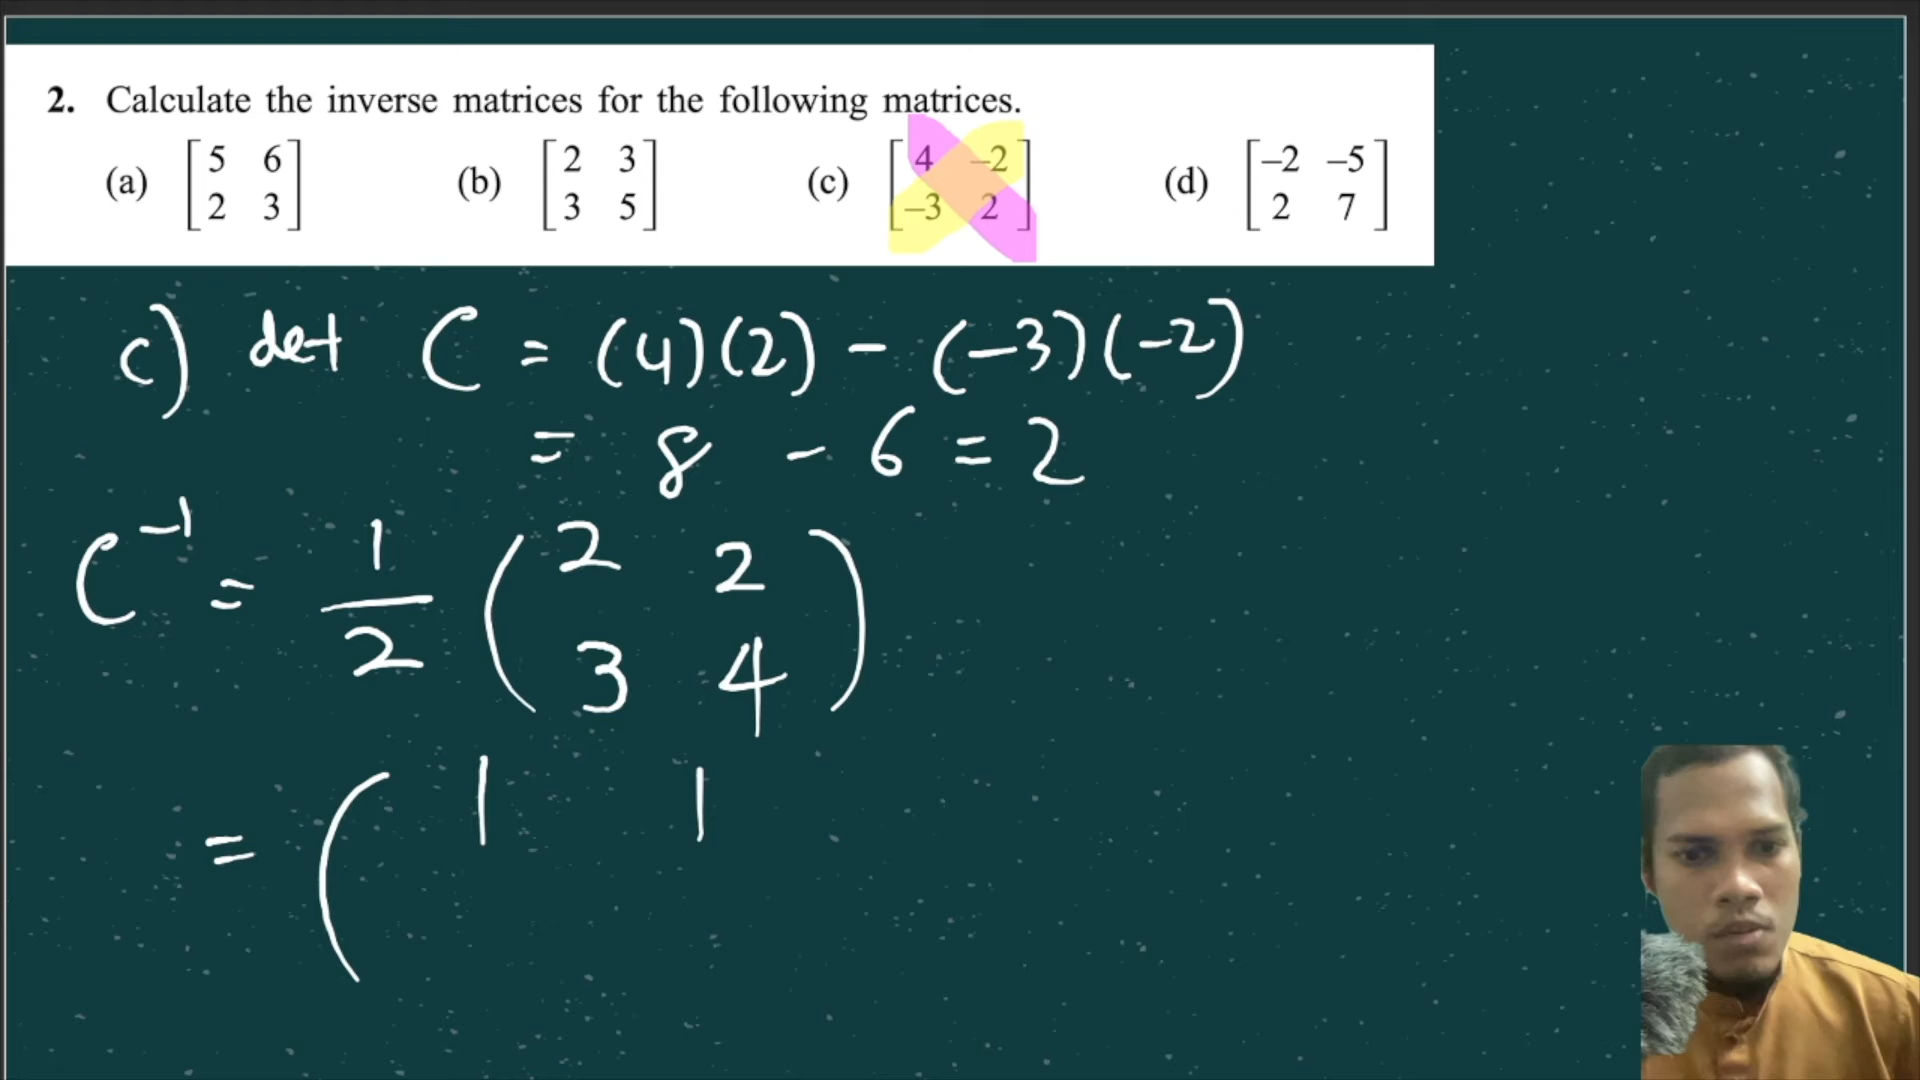 2. Calculate the inverse matrices for the following matrices.
(a) [5 6 (b) [2 3 (c) [4 –2 (d) [–2 –5
2 3] 3 5] –3 2] 2 7]
c) det C = (4)(2) - (-3)(-2)
= 8 - 6 = 2
C⁻¹ = 1/2 (2 2
3 4)
= ( 1 1